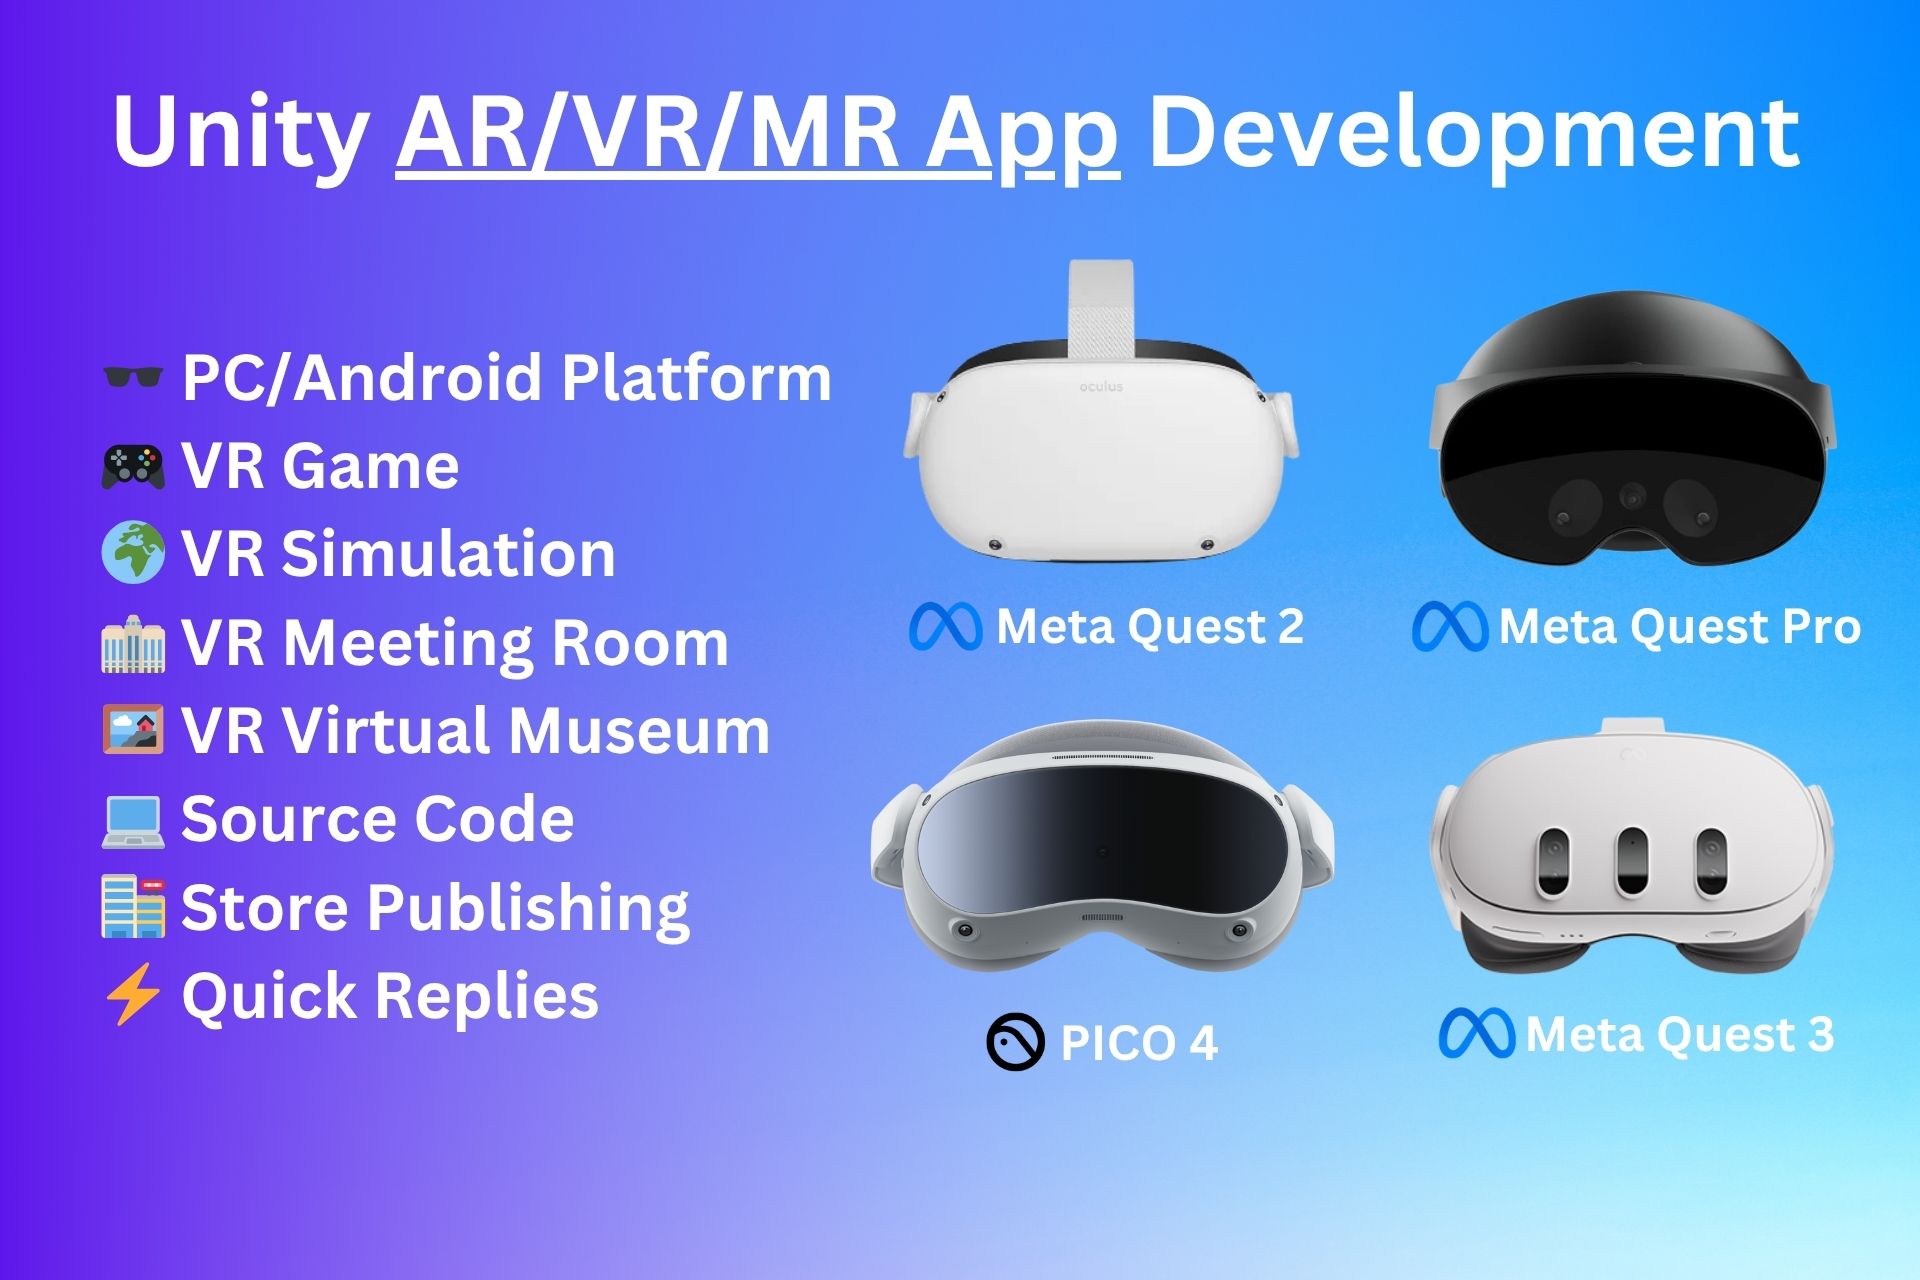 Unity AR/VR/MR App Development
PC/Android Platform
VR Game
VR Simulation
VR Meeting Room
VR Virtual Museum
Source Code
Store Publishing
Quick Replies
oculus
Meta Quest 2
Meta Quest Pro
PICO 4
Meta Quest 3